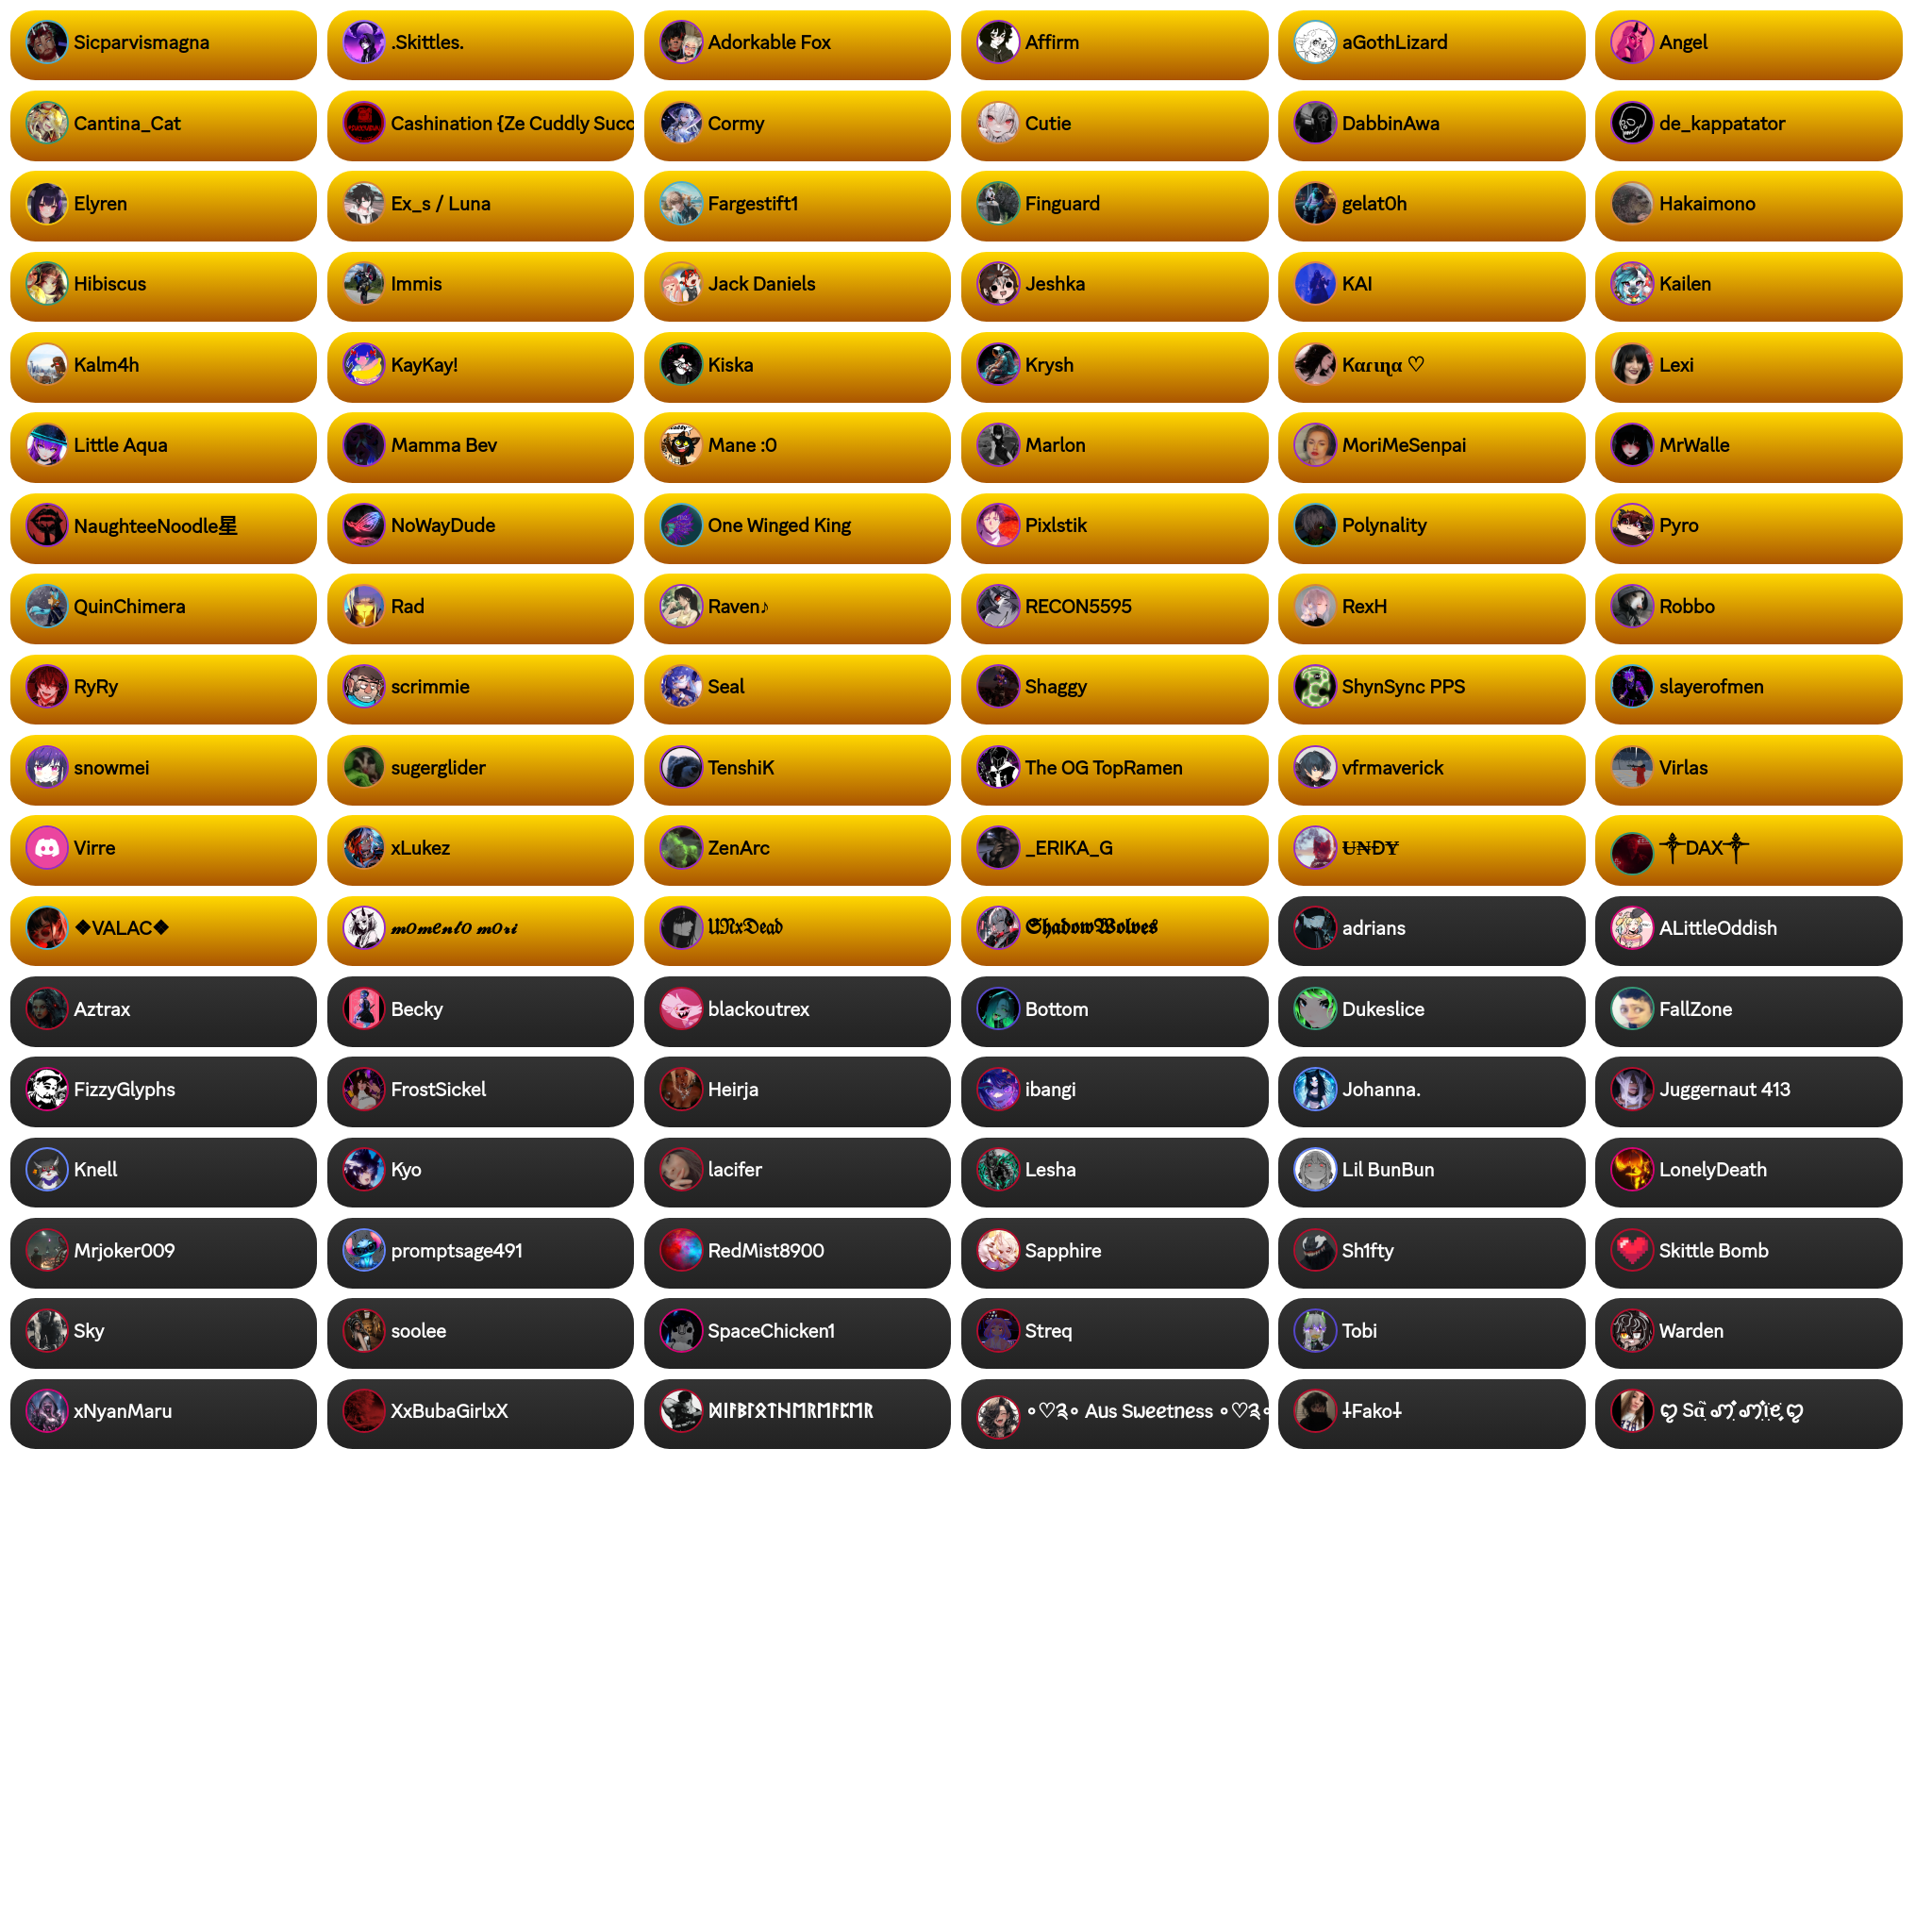 Sicparvismagna
.Skittles.
Adorkable Fox
Affirm
aGothLizard
Angel
Cantina_Cat
Cashination {Ze Cuddly Succ
Cormy
Cutie
DabbinAwa
de_kappatator
Elyren
Ex_s / Luna
Fargestift1
Finguard
gelat0h
Hakaimono
Hibiscus
Immis
Jack Daniels
Jeshka
KAI
Kailen
Kalm4h
KayKay!
Kiska
Krysh
Kαɾιɳα ♡
Lexi
Little Aqua
Mamma Bev
Mane :0
Marlon
MoriMeSenpai
MrWalle
NaughteeNoodle星
NoWayDude
One Winged King
Pixlstik
Polynality
Pyro
QuinChimera
Rad
Raven♪
RECON5595
RexH
Robbo
RyRy
scrimmie
Seal
Shaggy
ShynSync PPS
slayerofmen
snowmei
sugerglider
TenshiK
The OG TopRamen
vfrmaverick
Virlas
Virre
xLukez
ZenArc
_ERIKA_G
U̶N̶ĐY̶
⸸DAX⸸
❖VALAC❖
𝓶𝓸𝓶𝓮𝓷𝓽𝓸 𝓶𝓸𝓻𝓲
𝔘𝔑𝔵𝔇𝔢𝔞𝔡
𝕾𝖍𝖆𝖉𝖔𝖜𝖂𝖔𝖑𝖛𝖊𝖘
adrians
ALittleOddish
Aztrax
Becky
blackoutrex
Bottom
Dukeslice
FallZone
FizzyGlyphs
FrostSickel
Heirja
ibangi
Johanna.
Juggernaut 413
Knell
Kyo
lacifer
Lesha
Lil BunBun
LonelyDeath
Mrjoker009
promptsage491
RedMist8900
Sapphire
Sh1fty
Skittle Bomb
Sky
soolee
SpaceChicken1
Streq
Tobi
Warden
xNyanMaru
XxBubaGirlxX
∘♡༉∘ Aus Sweetness ∘♡༉∘
⸸Fako⸸